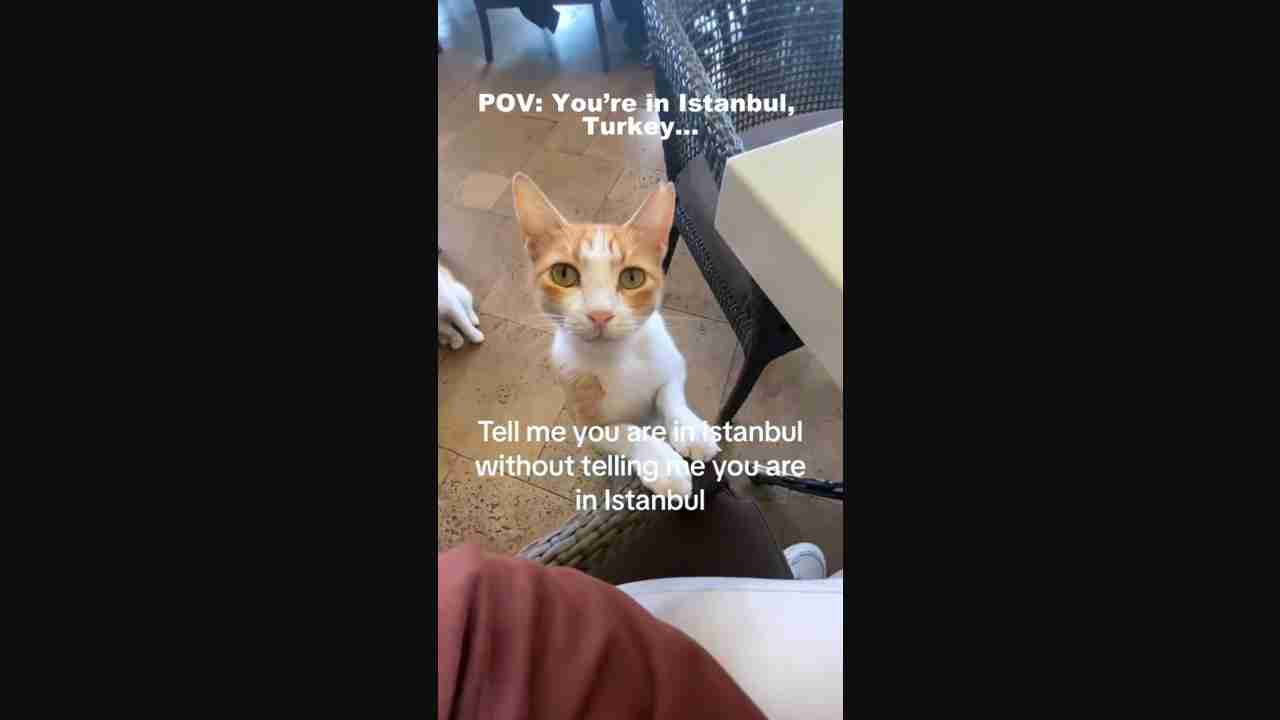 POV: You’re in Istanbul,
Turkey...
Tell me you are in Istanbul
without telling me you are
in Istanbul